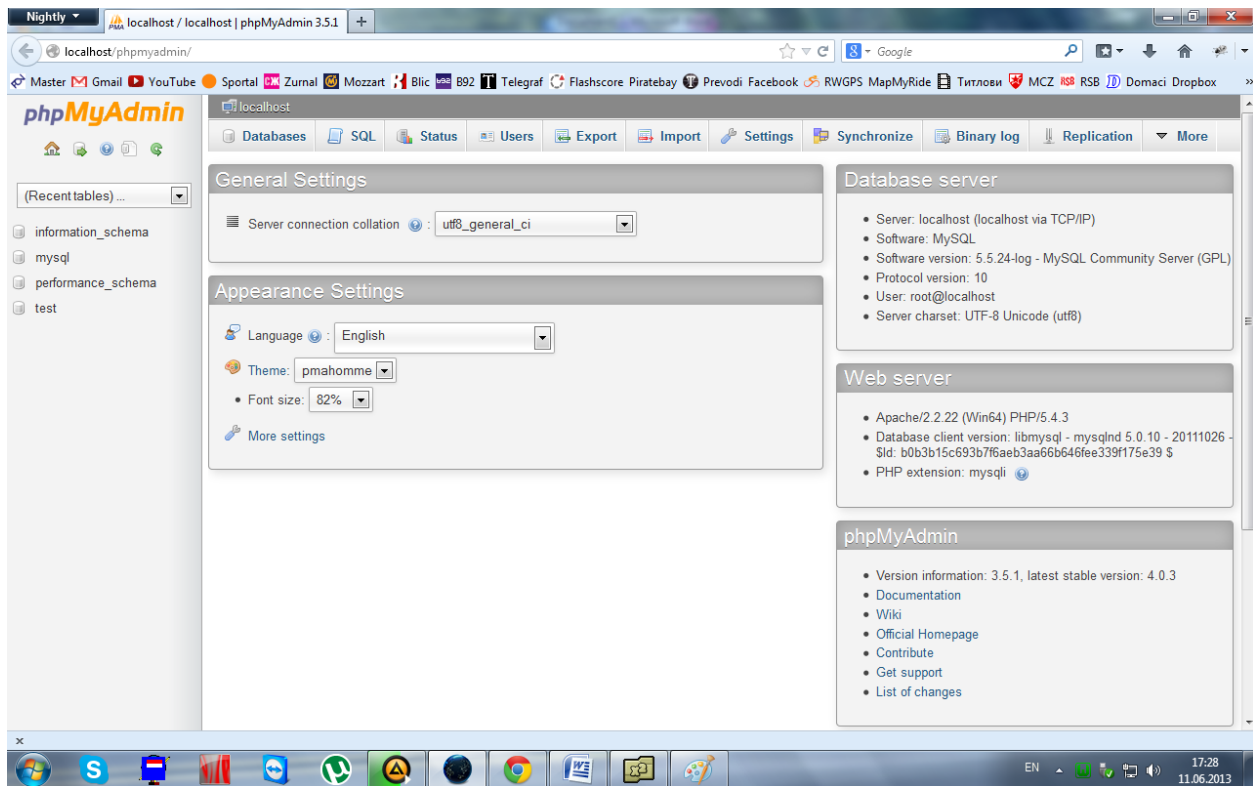 Nightly
localhost / localhost | phpMyAdmin 3.5.1
localhost/phpmyadmin/
Google
Master Gmail YouTube Sportal Zurnal Mozzart Blic B92 Telegraf Flashscore Piratebay Prevodi Facebook RWGPS MapMyRide Титлови MCZ RSB Domaci Dropbox »
phpMyAdmin
(Recent tables) ...
information_schema
mysql
performance_schema
test
localhost
Databases SQL Status Users Export Import Settings Synchronize Binary log Replication More
General Settings
Server connection collation : utf8_general_ci
Appearance Settings
Language : English
Theme: pmahomme
• Font size: 82%
More settings
Database server
• Server: localhost (localhost via TCP/IP)
• Software: MySQL
• Software version: 5.5.24-log - MySQL Community Server (GPL)
• Protocol version: 10
• User: root@localhost
• Server charset: UTF-8 Unicode (utf8)
Web server
• Apache/2.2.22 (Win64) PHP/5.4.3
• Database client version: libmysql - mysqlnd 5.0.10 - 20111026 -
$Id: b0b3b15c693b7f6aeb3aa66b646fee339f175e39 $
• PHP extension: mysqli
phpMyAdmin
• Version information: 3.5.1, latest stable version: 4.0.3
• Documentation
• Wiki
• Official Homepage
• Contribute
• Get support
• List of changes
EN
17:28
11.06.2013